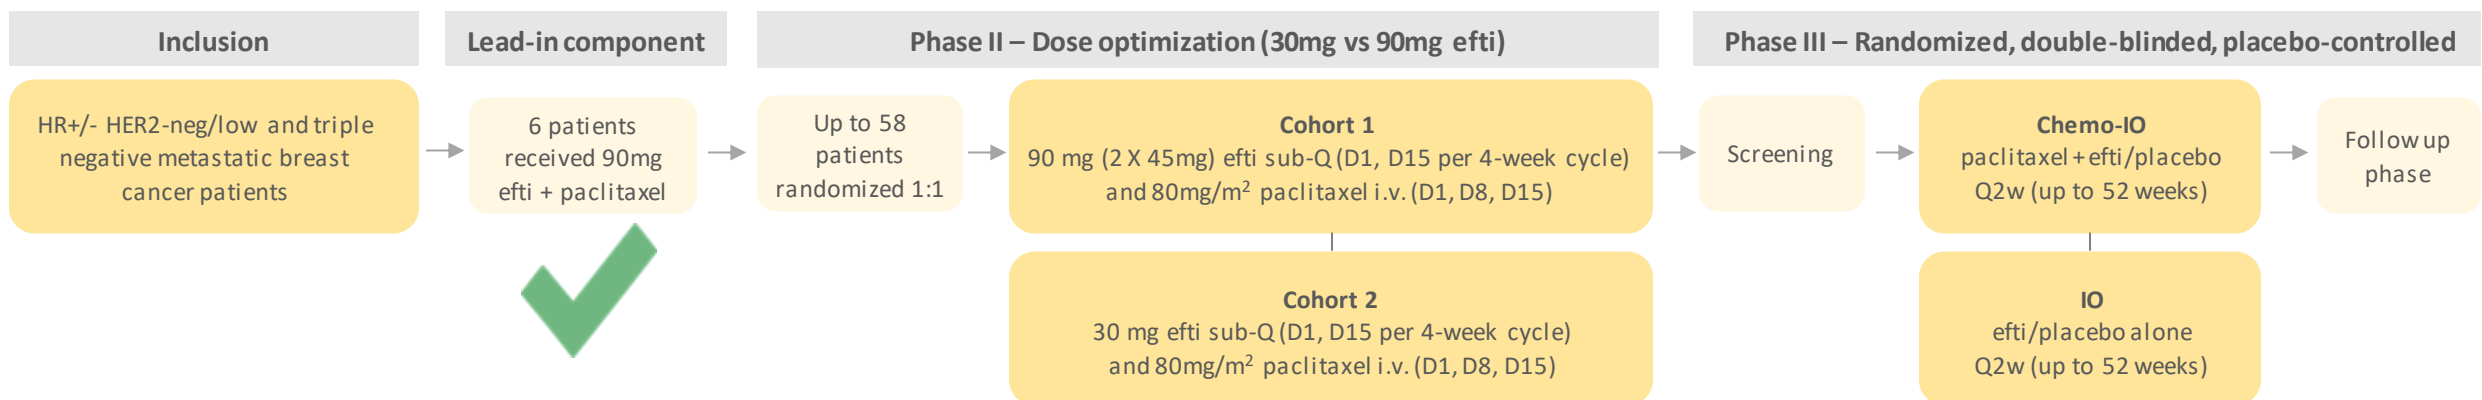 Inclusion
HR+/- HER2-neg/low and triple
negative metastatic breast
cancer patients
Lead-in component
6 patients
received 90mg
efti + paclitaxel
Phase II – Dose optimization (30mg vs 90mg efti)
Up to 58
patients
randomized 1:1
Cohort 1
90 mg (2 X 45mg) efti sub-Q (D1, D15 per 4-week cycle)
and 80mg/m² paclitaxel i.v. (D1, D8, D15)
Cohort 2
30 mg efti sub-Q (D1, D15 per 4-week cycle)
and 80mg/m² paclitaxel i.v. (D1, D8, D15)
Phase III – Randomized, double-blinded, placebo-controlled
Screening
Chemo-IO
paclitaxel + efti/placebo
Q2w (up to 52 weeks)
IO
efti/placebo alone
Q2w (up to 52 weeks)
Follow up
phase